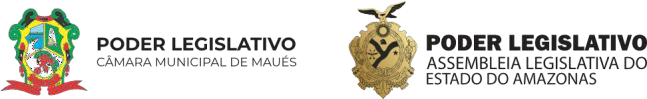 PODER LEGISLATIVO
CÂMARA MUNICIPAL DE MAUÉS
PODER LEGISLATIVO
ASSEMBLEIA LEGISLATIVA DO
ESTADO DO AMAZONAS